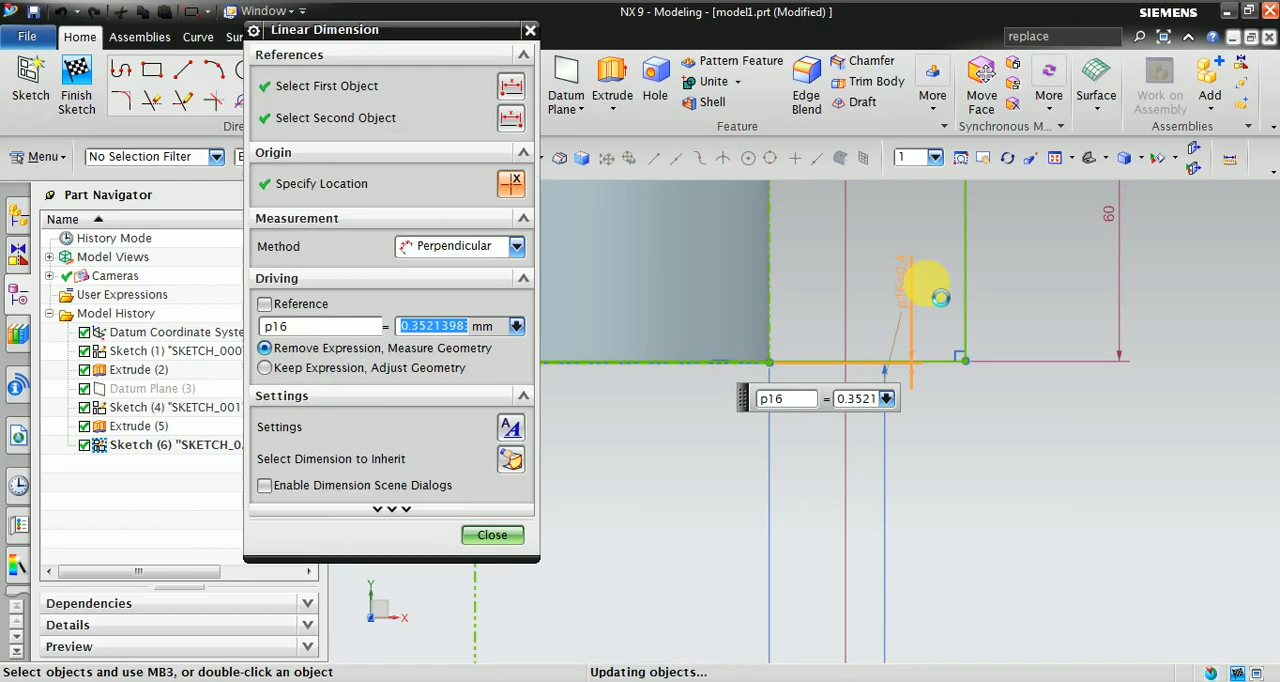 Window
NX 9 - Modeling - [model1.prt (Modified) ]
SIEMENS
File
Home
Assemblies
Curve
Su
replace
Sketch
Finish
Sketch
Dir
Linear Dimension
References
Select First Object
Select Second Object
Origin
Specify Location
Measurement
Method
Perpendicular
Driving
Reference
p16
=
0.35213983
mm
Remove Expression, Measure Geometry
Keep Expression, Adjust Geometry
Settings
Settings
Select Dimension to Inherit
Enable Dimension Scene Dialogs
Close
Datum
Plane
Extrude
Hole
Pattern Feature
Unite
Shell
Edge
Blend
Chamfer
Trim Body
Draft
More
Feature
Move
Face
More
Synchronous M...
Surface
Work on
Assembly
Add
Assemblies
Menu
No Selection Filter
E
1
Part Navigator
Name
History Mode
Model Views
Cameras
User Expressions
Model History
Datum Coordinate Syste
Sketch (1) "SKETCH_000
Extrude (2)
Datum Plane (3)
Sketch (4) "SKETCH_001
Extrude (5)
Sketch (6) "SKETCH_0
Dependencies
Details
Preview
60
p16
=
0.3521
Y
X
Select objects and use MB3, or double-click an object
Updating objects...